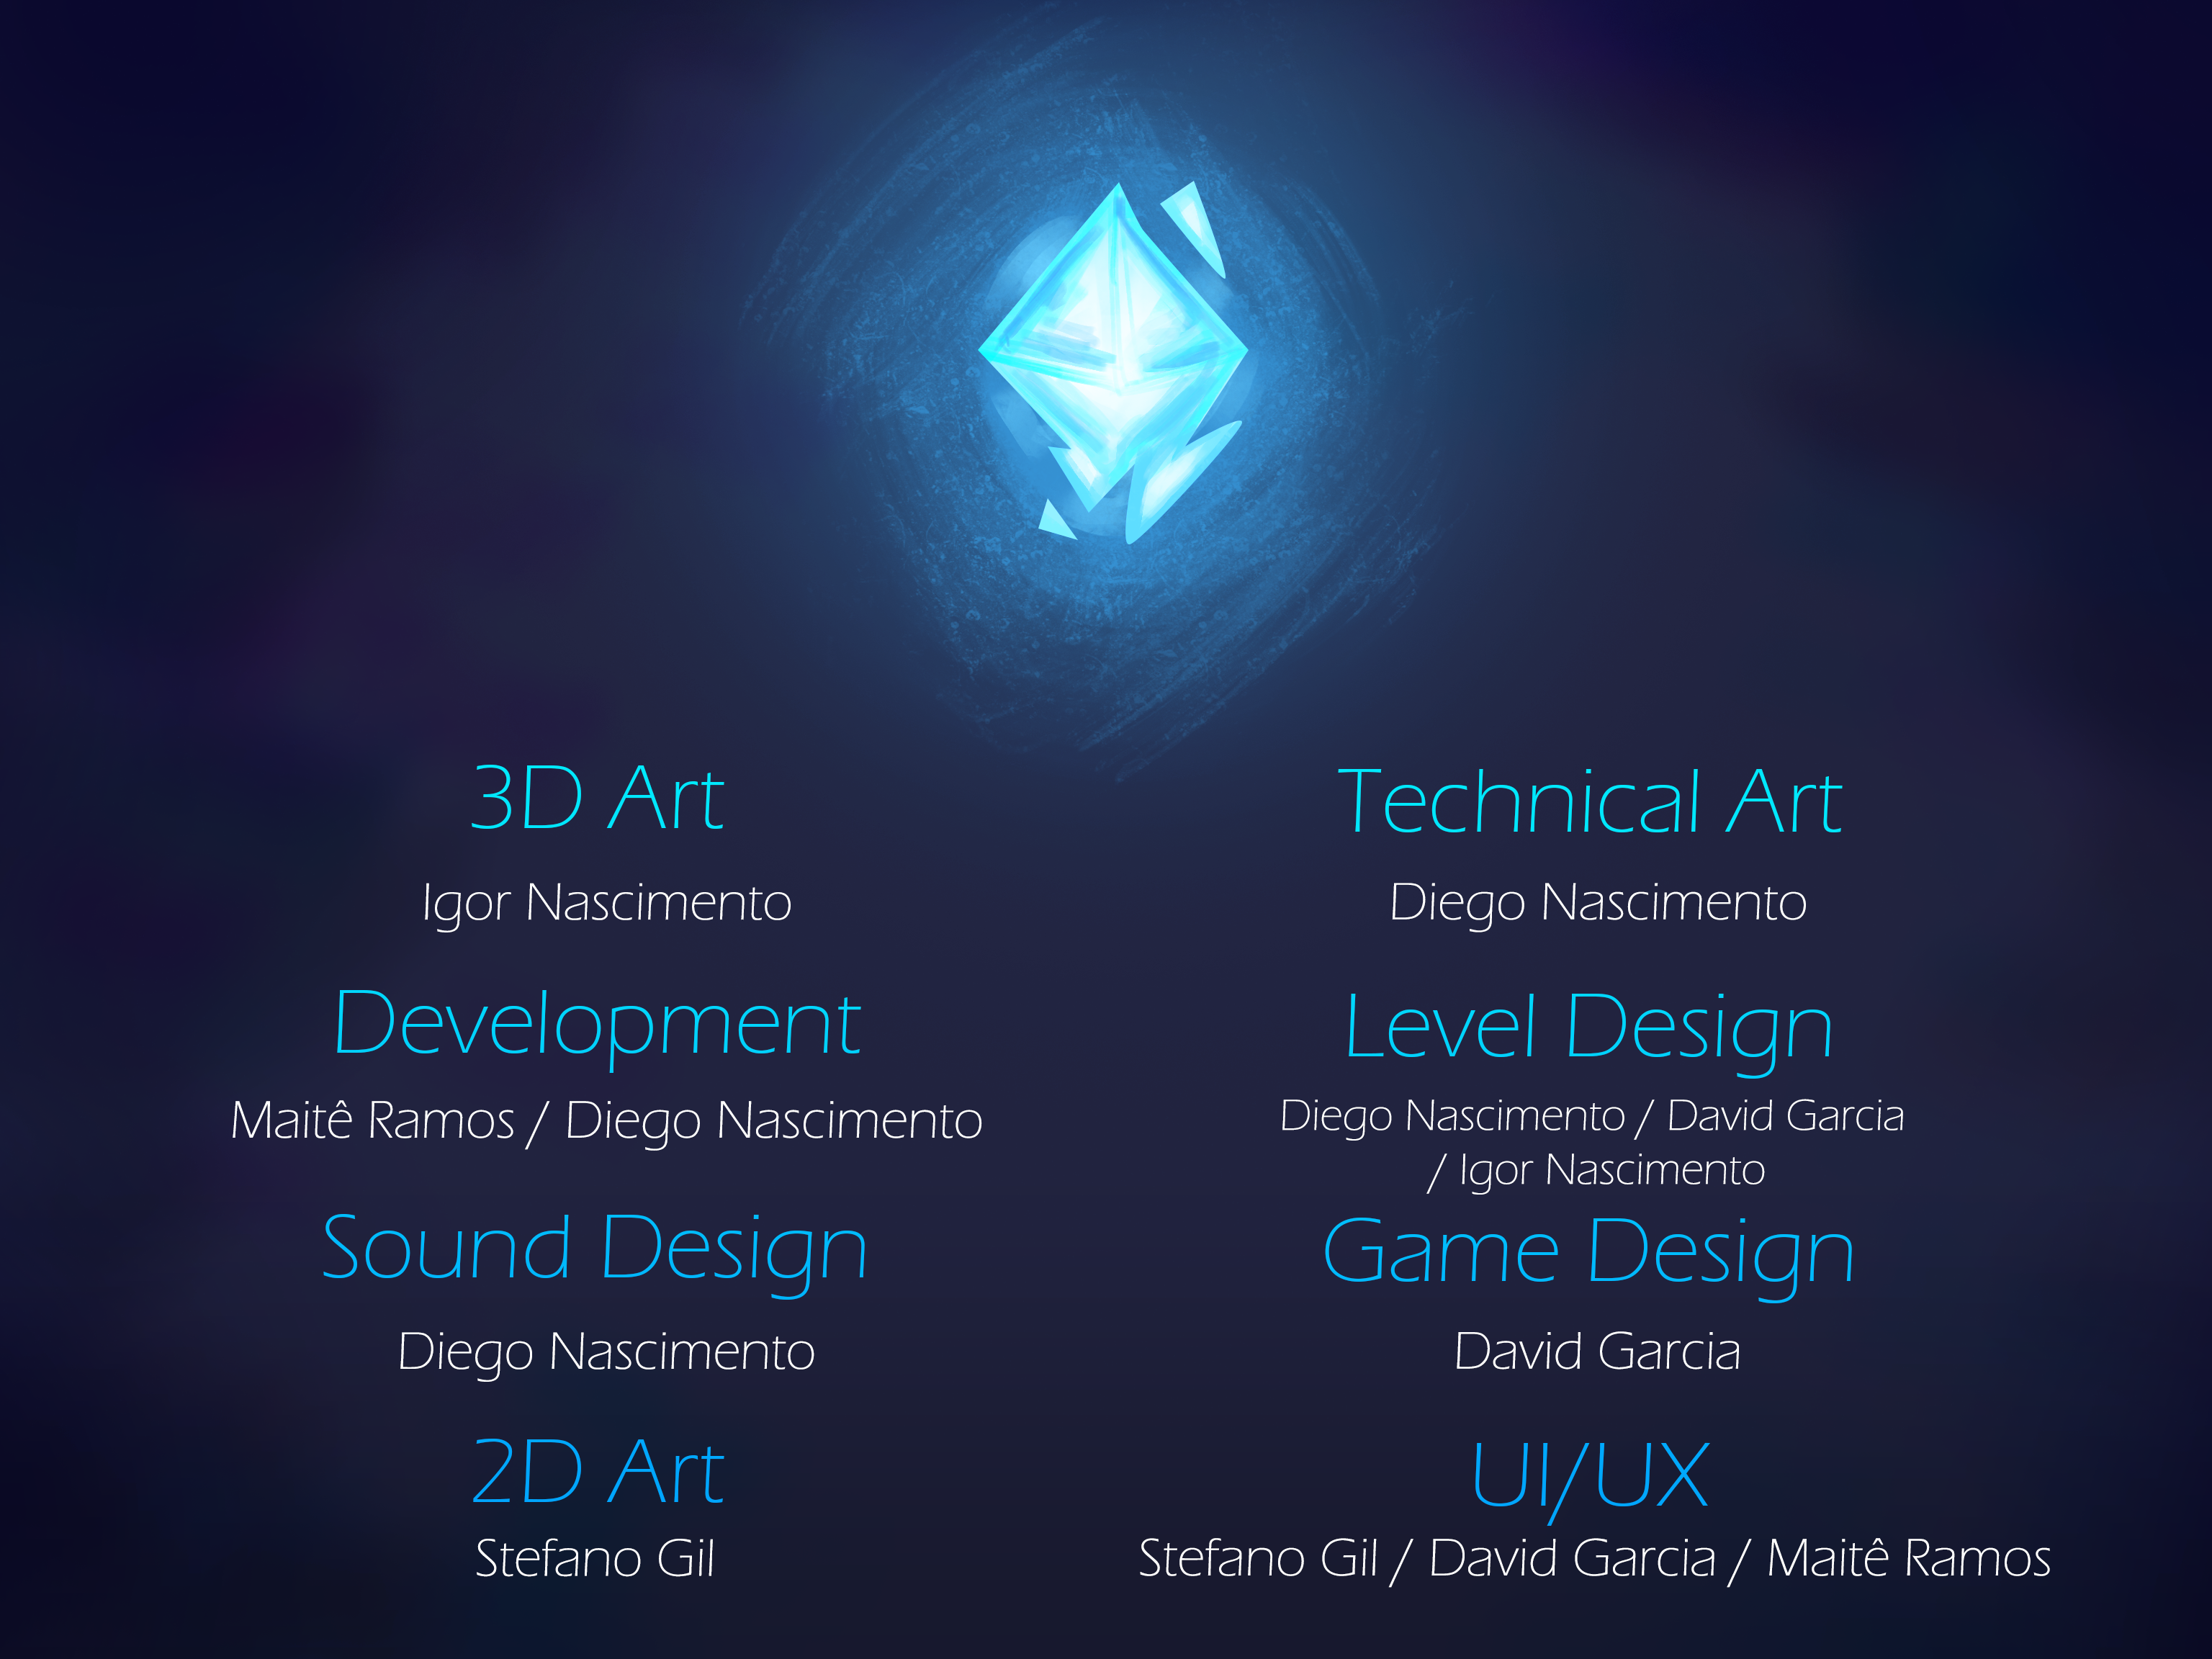 3D Art
Igor Nascimento
Development
Maitê Ramos / Diego Nascimento
Sound Design
Diego Nascimento
2D Art
Stefano Gil
Technical Art
Diego Nascimento
Level Design
Diego Nascimento / David Garcia
/ Igor Nascimento
Game Design
David Garcia
UI/UX
Stefano Gil / David Garcia / Maitê Ramos